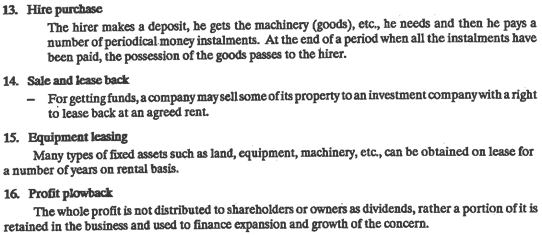 13. Hire purchase
The hirer makes a deposit, he gets the machinery (goods), etc., he needs and then he pays a
number of periodical money instalments. At the end of a period when all the instalments have
been paid, the possession of the goods passes to the hirer.
14. Sale and lease back
– For getting funds, a company may sell some of its property to an investment company with a right
to lease back at an agreed rent.
15. Equipment leasing
Many types of fixed assets such as land, equipment, machinery, etc., can be obtained on lease for
a number of years on rental basis.
16. Profit plowback
The whole profit is not distributed to shareholders or owners as dividends, rather a portion of it is
retained in the business and used to finance expansion and growth of the concern.